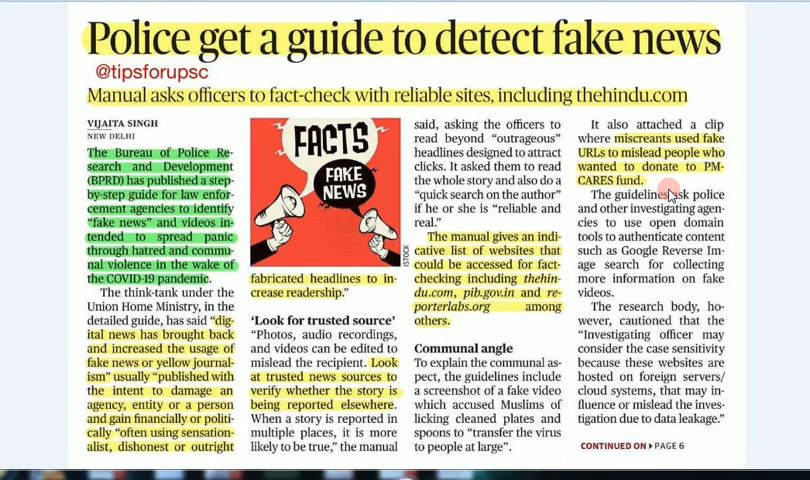 Police get a guide to detect fake news
@tipsforupsc
Manual asks officers to fact-check with reliable sites, including thehindu.com
VIJAITA SINGH
NEW DELHI
The Bureau of Police Re-
search and Development
(BPRD) has published a step-
by-step guide for law enfor-
cement agencies to identify
“fake news” and videos in-
tended to spread panic
through hatred and commu-
nal violence in the wake of
the COVID-19 pandemic.
The think-tank under the
Union Home Ministry, in the
detailed guide, has said “dig-
ital news has brought back
and increased the usage of
fake news or yellow journal-
ism” usually “published with
the intent to damage an
agency, entity or a person
and gain financially or politi-
cally “often using sensation-
alist, dishonest or outright
FACTS
FAKE
NEWS
ISTOCK
fabricated headlines to in-
crease readership.”
‘Look for trusted source’
“Photos, audio recordings,
and videos can be edited to
mislead the recipient. Look
at trusted news sources to
verify whether the story is
being reported elsewhere.
When a story is reported in
multiple places, it is more
likely to be true,” the manual
said, asking the officers to
read beyond “outrageous”
headlines designed to attract
clicks. It asked them to read
the whole story and also do a
“quick search on the author”
if he or she is “reliable and
real.”
The manual gives an indi-
cative list of websites that
could be accessed for fact-
checking including thehin-
du.com, pib.gov.in and re-
porterlabs.org among
others.
Communal angle
To explain the communal as-
pect, the guidelines include
a screenshot of a fake video
which accused Muslims of
licking cleaned plates and
spoons to “transfer the virus
to people at large”.
It also attached a clip
where miscreants used fake
URLs to mislead people who
wanted to donate to PM-
CARES fund.
The guidelines ask police
and other investigating agen-
cies to use open domain
tools to authenticate content
such as Google Reverse Im-
age search for collecting
more information on fake
videos.
The research body, ho-
wever, cautioned that the
“Investigating officer may
consider the case sensitivity
because these websites are
hosted on foreign servers/
cloud systems, that may in-
fluence or mislead the inves-
tigation due to data leakage.”
CONTINUED ON ▸ PAGE 6